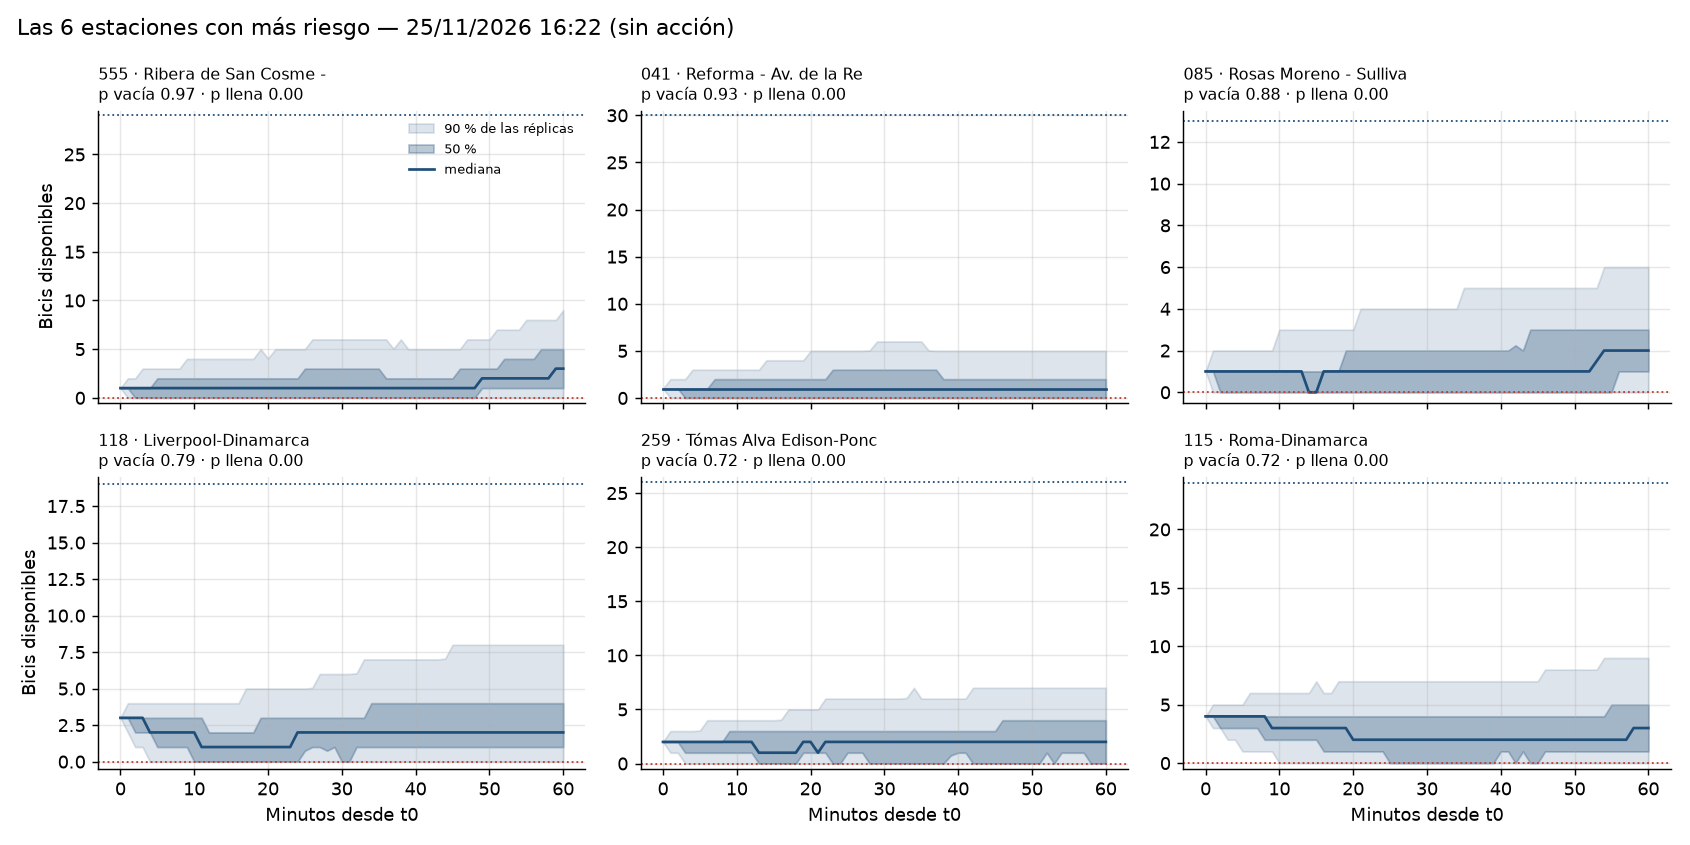 Las 6 estaciones con más riesgo — 25/11/2026 16:22 (sin acción)
555 · Ribera de San Cosme -
p vacía 0.97 · p llena 0.00
90 % de las réplicas
50 %
mediana
Bicis disponibles
25
20
15
10
5
0
041 · Reforma - Av. de la Re
p vacía 0.93 · p llena 0.00
30
25
20
15
10
5
0
085 · Rosas Moreno - Sulliva
p vacía 0.88 · p llena 0.00
12
10
8
6
4
2
0
118 · Liverpool-Dinamarca
p vacía 0.79 · p llena 0.00
Bicis disponibles
17.5
15.0
12.5
10.0
7.5
5.0
2.5
0.0
0 10 20 30 40 50 60
Minutos desde t0
259 · Tómas Alva Edison-Ponc
p vacía 0.72 · p llena 0.00
25
20
15
10
5
0
0 10 20 30 40 50 60
Minutos desde t0
115 · Roma-Dinamarca
p vacía 0.72 · p llena 0.00
20
15
10
5
0
0 10 20 30 40 50 60
Minutos desde t0